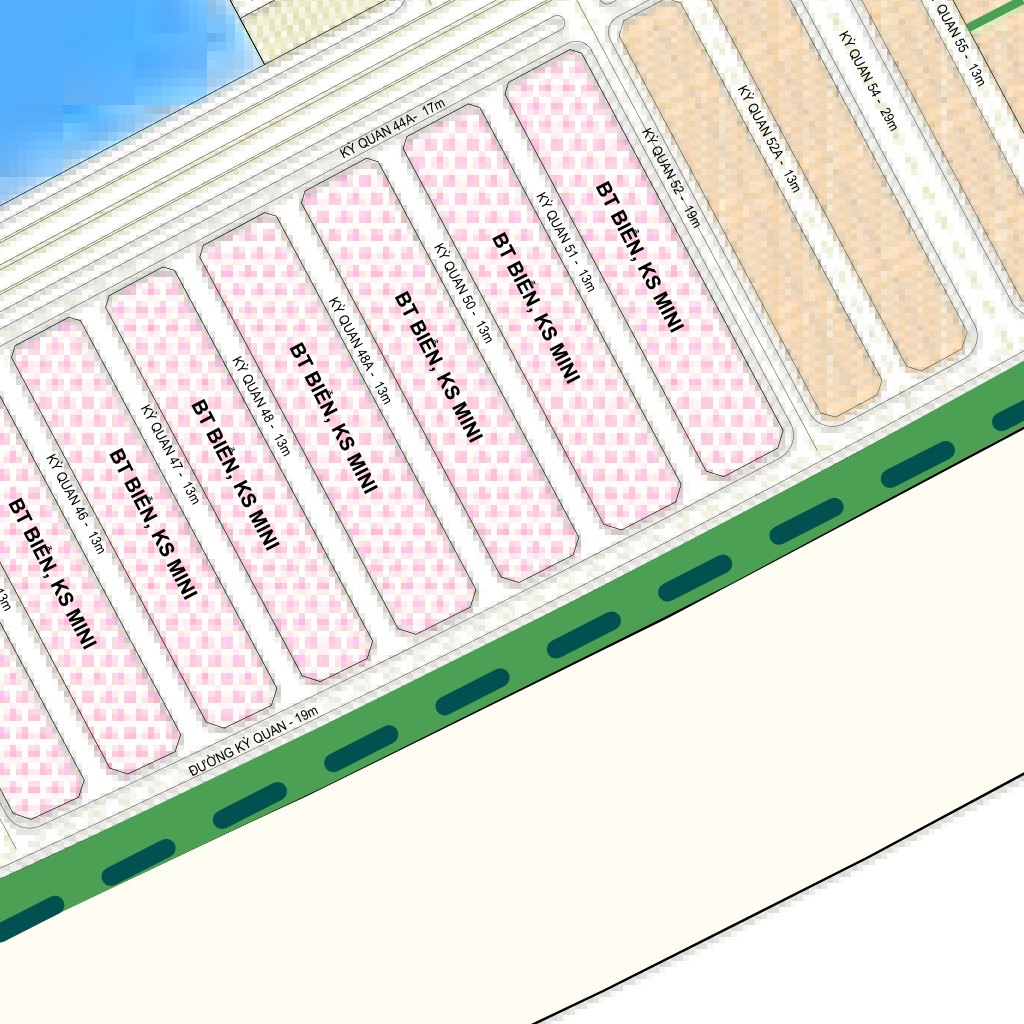 KỲ QUAN 55 - 13m
KỲ QUAN 54 - 29m
KỲ QUAN 52A - 13m
KỲ QUAN 44A- 17m
KỲ QUAN 52 - 19m
BT BIỂN, KS MINI
KỲ QUAN 51 - 13m
BT BIỂN, KS MINI
KỲ QUAN 50 - 13m
BT BIỂN, KS MINI
KỲ QUAN 48A - 13m
BT BIỂN, KS MINI
KỲ QUAN 48 - 13m
BT BIỂN, KS MINI
KỲ QUAN 47 - 13m
BT BIỂN, KS MINI
KỲ QUAN 46 - 13m
BT BIỂN, KS MINI
13m
ĐƯỜNG KỲ QUAN - 19m